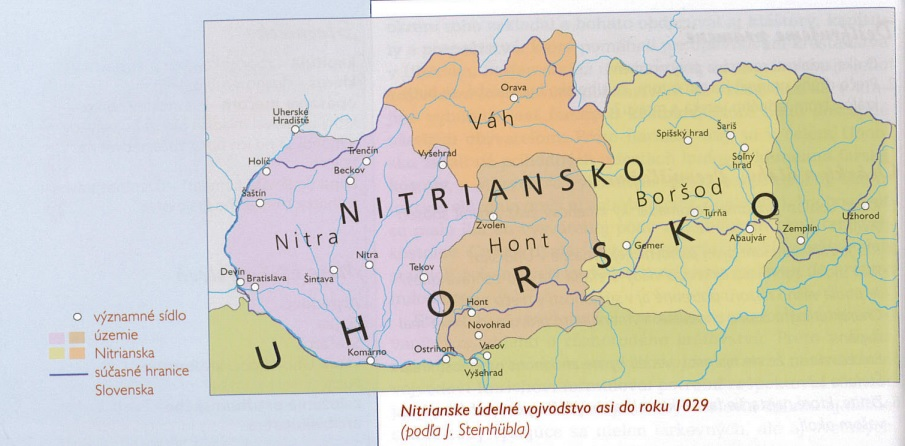 Orava
Váh
Uherské
Hradiště
Spišský hrad
Šariš
Soľný
hrad
Trenčín
Vyšehrad
Holíč
Beckov
Šaštín
NITRIANSKO
Boršod
Nitra
Zvolen
Hont
Turňa
Abaujvár
Zemplín
Užhorod
Gemer
Nitra
Šintava
Tekov
Devín
Bratislava
UHORSKO
Hont
Novohrad
Komárno
Ostrihom
Vacov
Vyšehrad
významné sídlo
územie
Nitrianska
súčasné hranice
Slovenska
Nitrianske údelné vojvodstvo asi do roku 1029
(podľa J. Steinhübla)